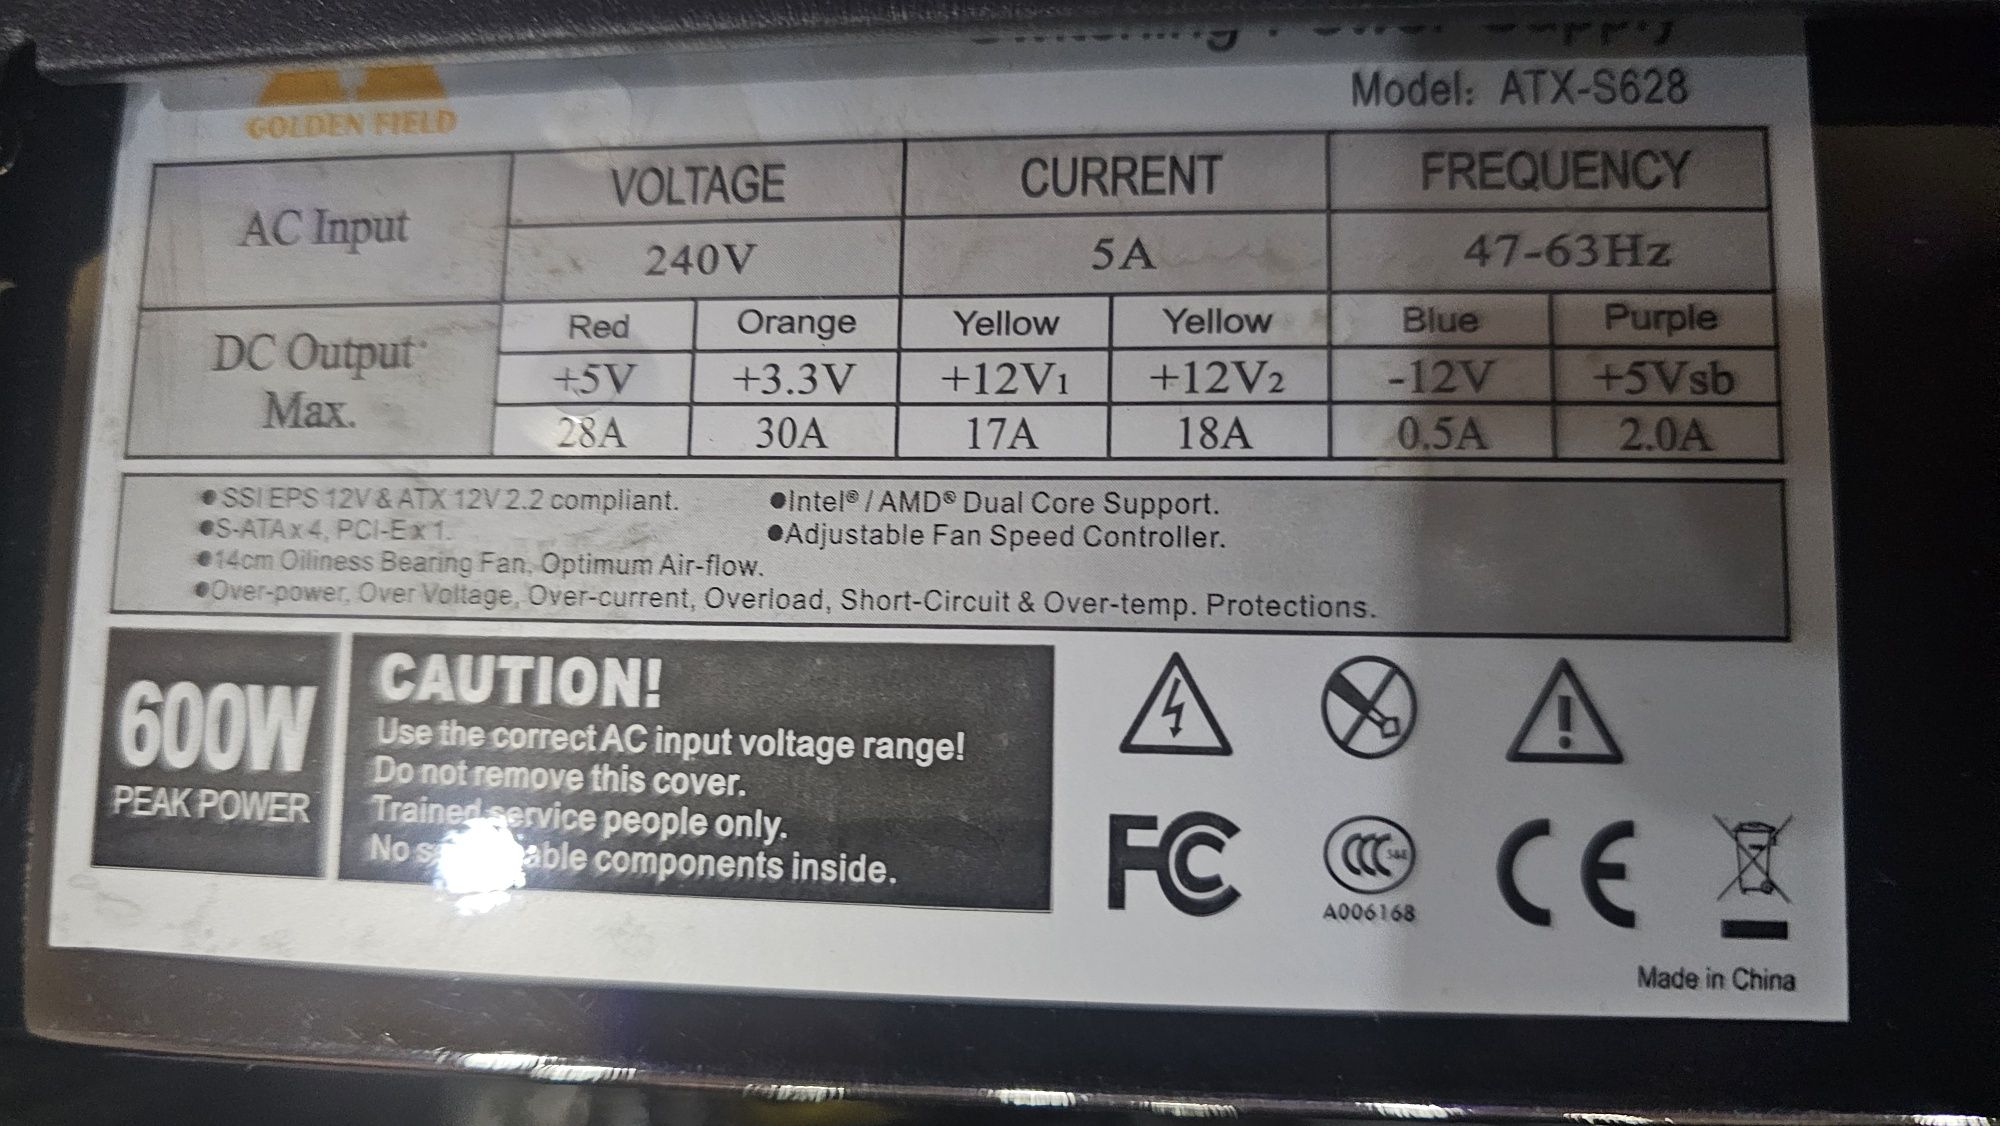 Switching Power Supply
Model: ATX-S628
GOLDEN FIELD
AC Input
VOLTAGE CURRENT FREQUENCY
240V 5A 47-63Hz
DC Output Max.
Red Orange Yellow Yellow Blue Purple
+5V +3.3V +12V1 +12V2 -12V +5Vsb
28A 30A 17A 18A 0.5A 2.0A
●SSI EPS 12V & ATX 12V 2.2 compliant. ●Intel® / AMD® Dual Core Support.
●S-ATA x 4, PCI-E x 1. ●Adjustable Fan Speed Controller.
●14cm Oiliness Bearing Fan, Optimum Air-flow.
●Over-power, Over Voltage, Over-current, Overload, Short-Circuit & Over-temp. Protections.
600W
PEAK POWER
CAUTION!
Use the correct AC input voltage range!
Do not remove this cover.
Trained service people only.
No components inside.
FC CCC S&E CE
A006168
Made in China